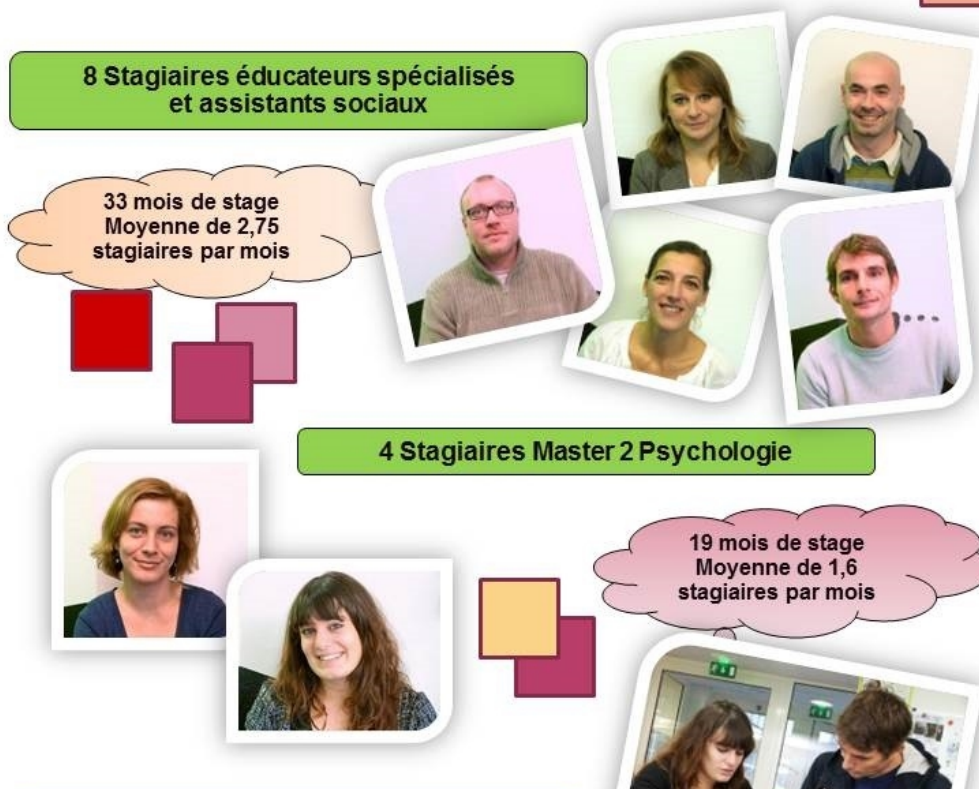 8 Stagiaires éducateurs spécialisés
et assistants sociaux
33 mois de stage
Moyenne de 2,75
stagiaires par mois
4 Stagiaires Master 2 Psychologie
19 mois de stage
Moyenne de 1,6
stagiaires par mois